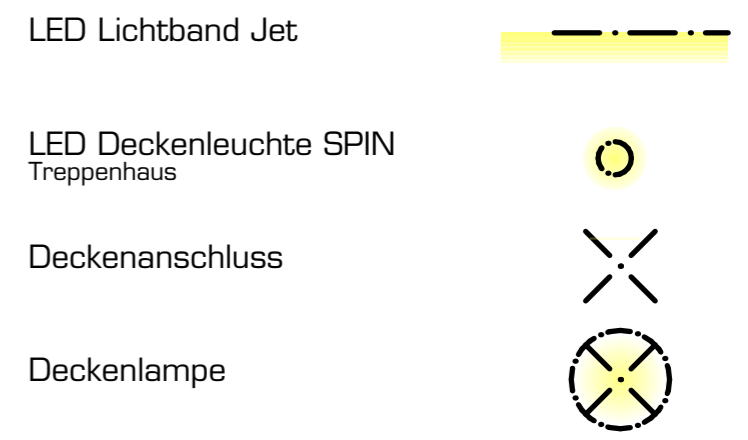 LED Lichtband Jet
LED Deckenleuchte SPIN
Treppenhaus
Deckenanschluss
Deckenlampe